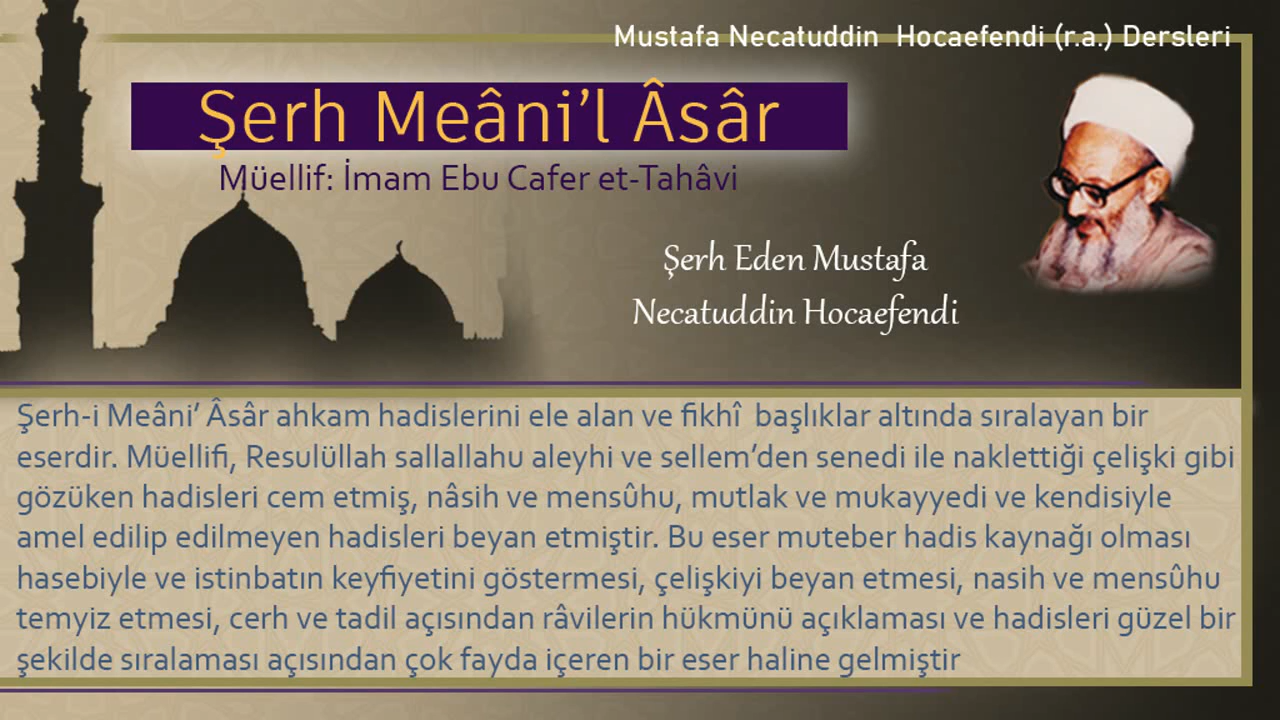 Mustafa Necatuddin Hocaefendi (r.a.) Dersleri
Şerh Meâni’l Âsâr
Müellif: İmam Ebu Cafer et-Tahâvi
Şerh Eden Mustafa
Necatuddin Hocaefendi
Şerh-i Meâni’ Âsâr ahkam hadislerini ele alan ve fikhî başlıklar altında sıralayan bir
eserdir. Müellifi, Resulüllah sallallahu aleyhi ve sellem’den senedi ile naklettiği çelişki gibi
gözüken hadisleri cem etmiş, nâsih ve mensûhu, mutlak ve mukayyedi ve kendisiyle
amel edilip edilmeyen hadisleri beyan etmiştir. Bu eser muteber hadis kaynağı olması
hasebiyle ve istinbatın keyfiyetini göstermesi, çelişkiyi beyan etmesi, nasih ve mensûhu
temyiz etmesi, cerh ve tadil açısından râvilerin hükmünü açıklaması ve hadisleri güzel bir
şekilde sıralaması açısından çok fayda içeren bir eser haline gelmiştir